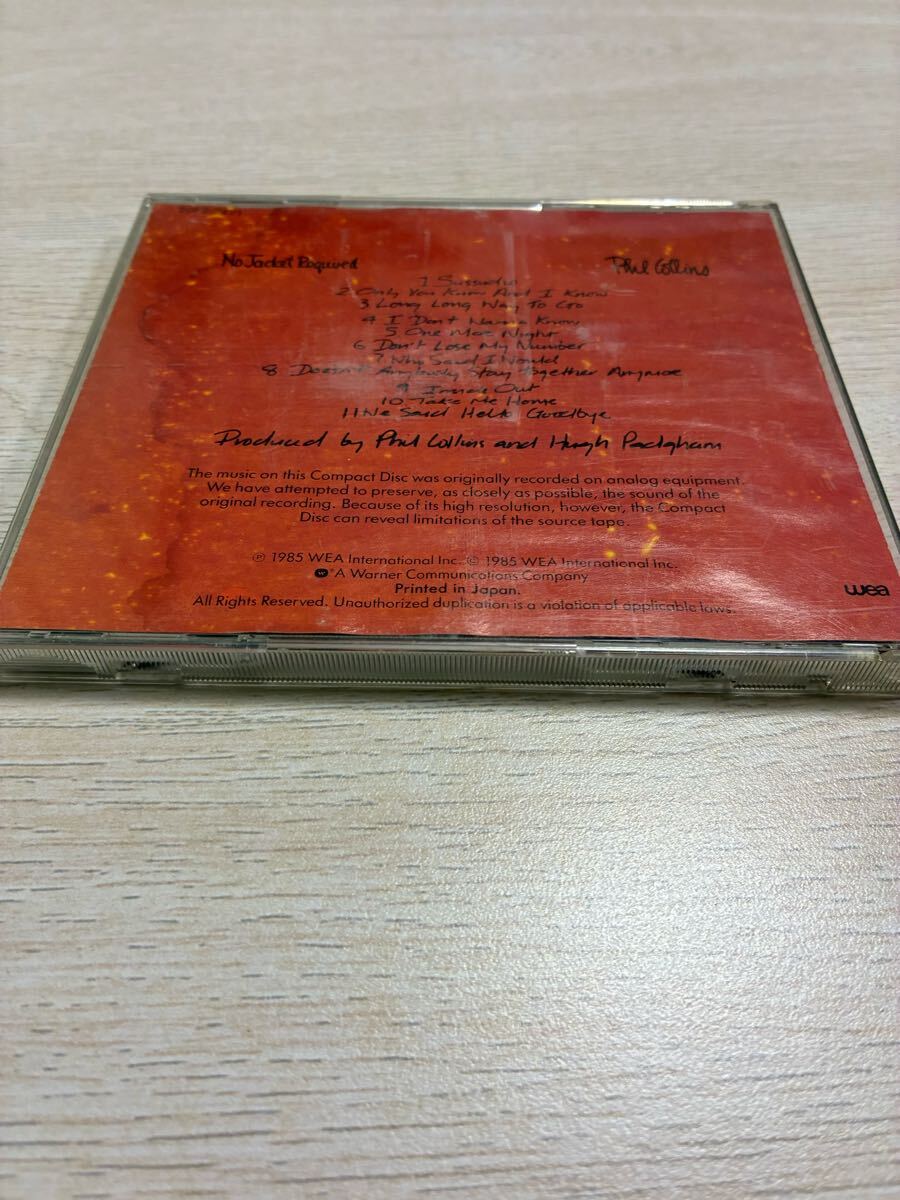 No Jacket Required Phil Collins
1 Sussudio
2 Only You Know And I Know
3 Long Long Way To Go
4 I Don't Wanna Know
5 One More Night
6 Don't Lose My Number
7 Who Said I Would
8 Doesn't Anybody Stay Together Anymore
9 Inside Out
10 Take Me Home
11 We Said Hello Goodbye
Produced by Phil Collins and Hugh Padgham
The music on this Compact Disc was originally recorded on analog equipment.
We have attempted to preserve, as closely as possible, the sound of the
original recording. Because of its high resolution, however, the Compact
Disc can reveal limitations of the source tape.
℗ 1985 WEA International Inc. © 1985 WEA International Inc.
A Warner Communications Company
Printed in Japan.
wea
All Rights Reserved. Unauthorized duplication is a violation of applicable laws.